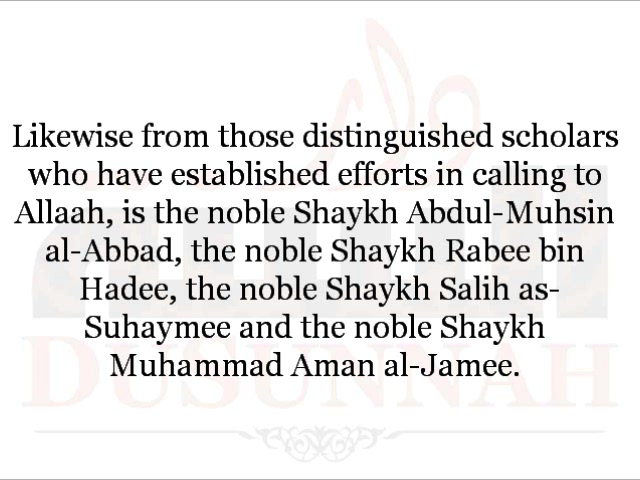 Likewise from those distinguished scholars
who have established efforts in calling to
Allaah, is the noble Shaykh Abdul-Muhsin
al-Abbad, the noble Shaykh Rabee bin
Hadee, the noble Shaykh Salih as-
Suhaymee and the noble Shaykh
Muhammad Aman al-Jamee.
DUSUNNAH